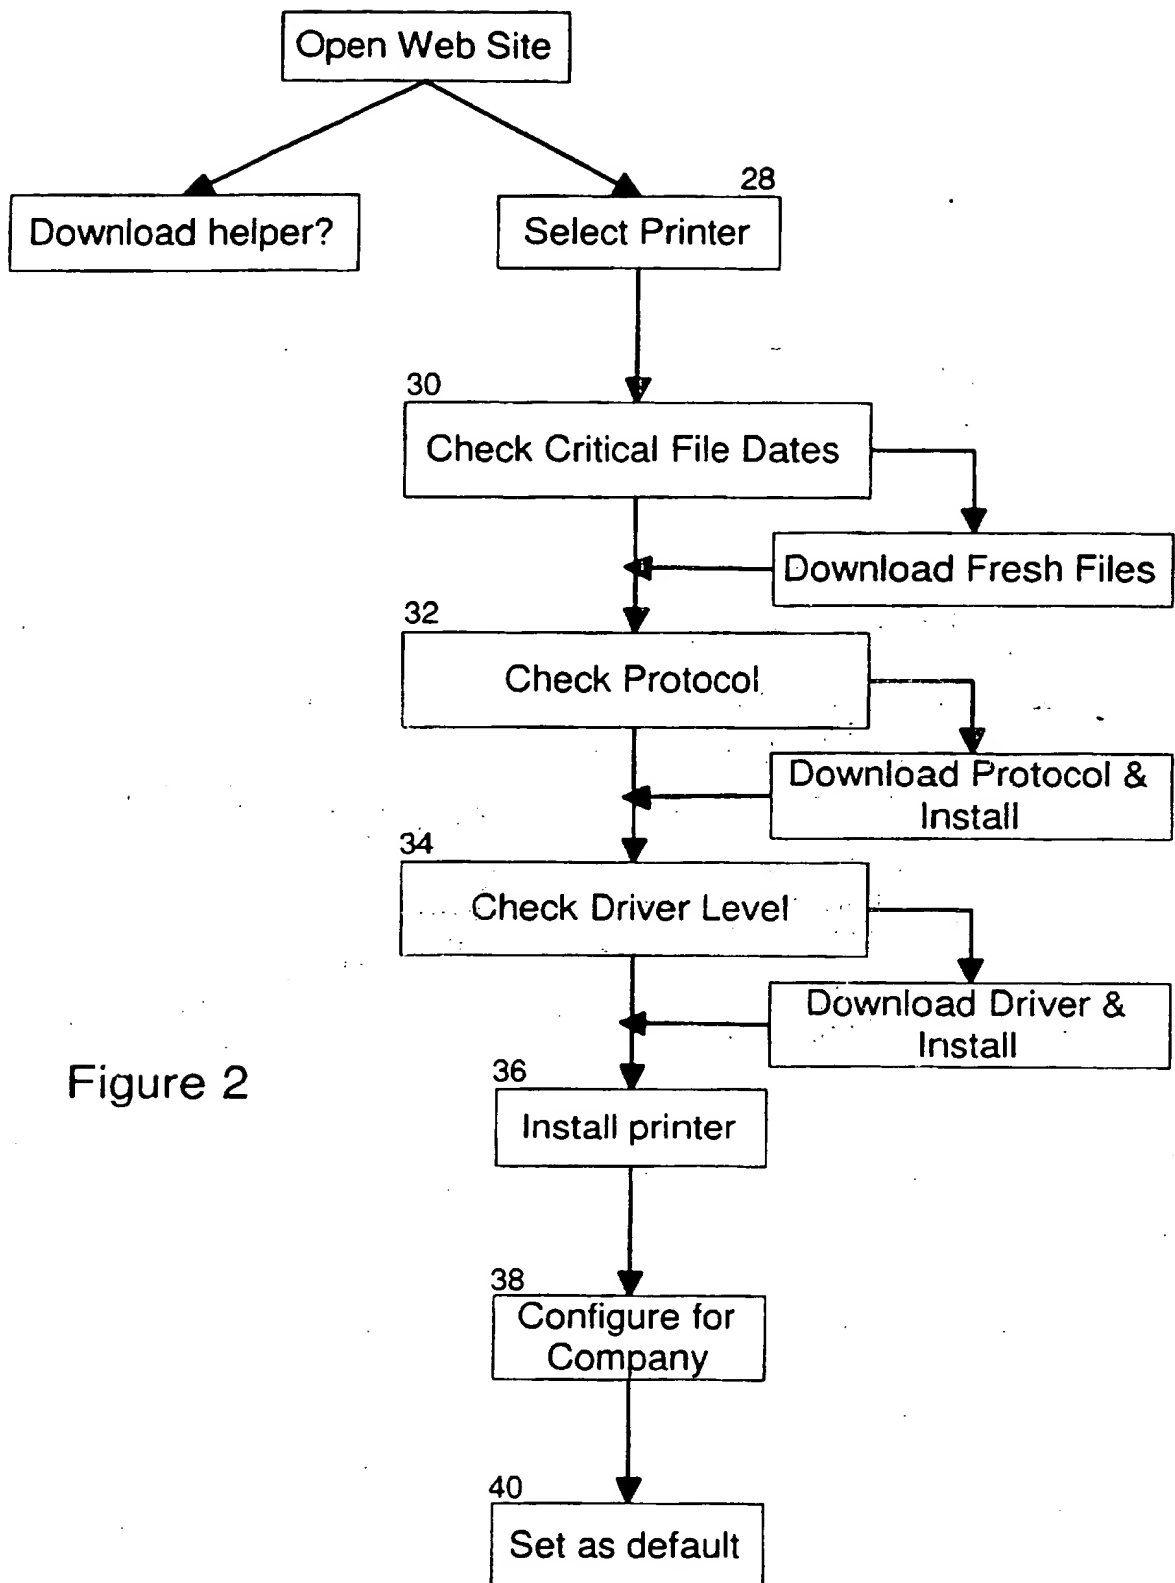 Open Web Site
28
Download helper?
Select Printer
30
Check Critical File Dates
Download Fresh Files
32
Check Protocol
Download Protocol &
Install
34
Check Driver Level
Download Driver &
Install
Figure 2
36
Install printer
38
Configure for
Company
40
Set as default